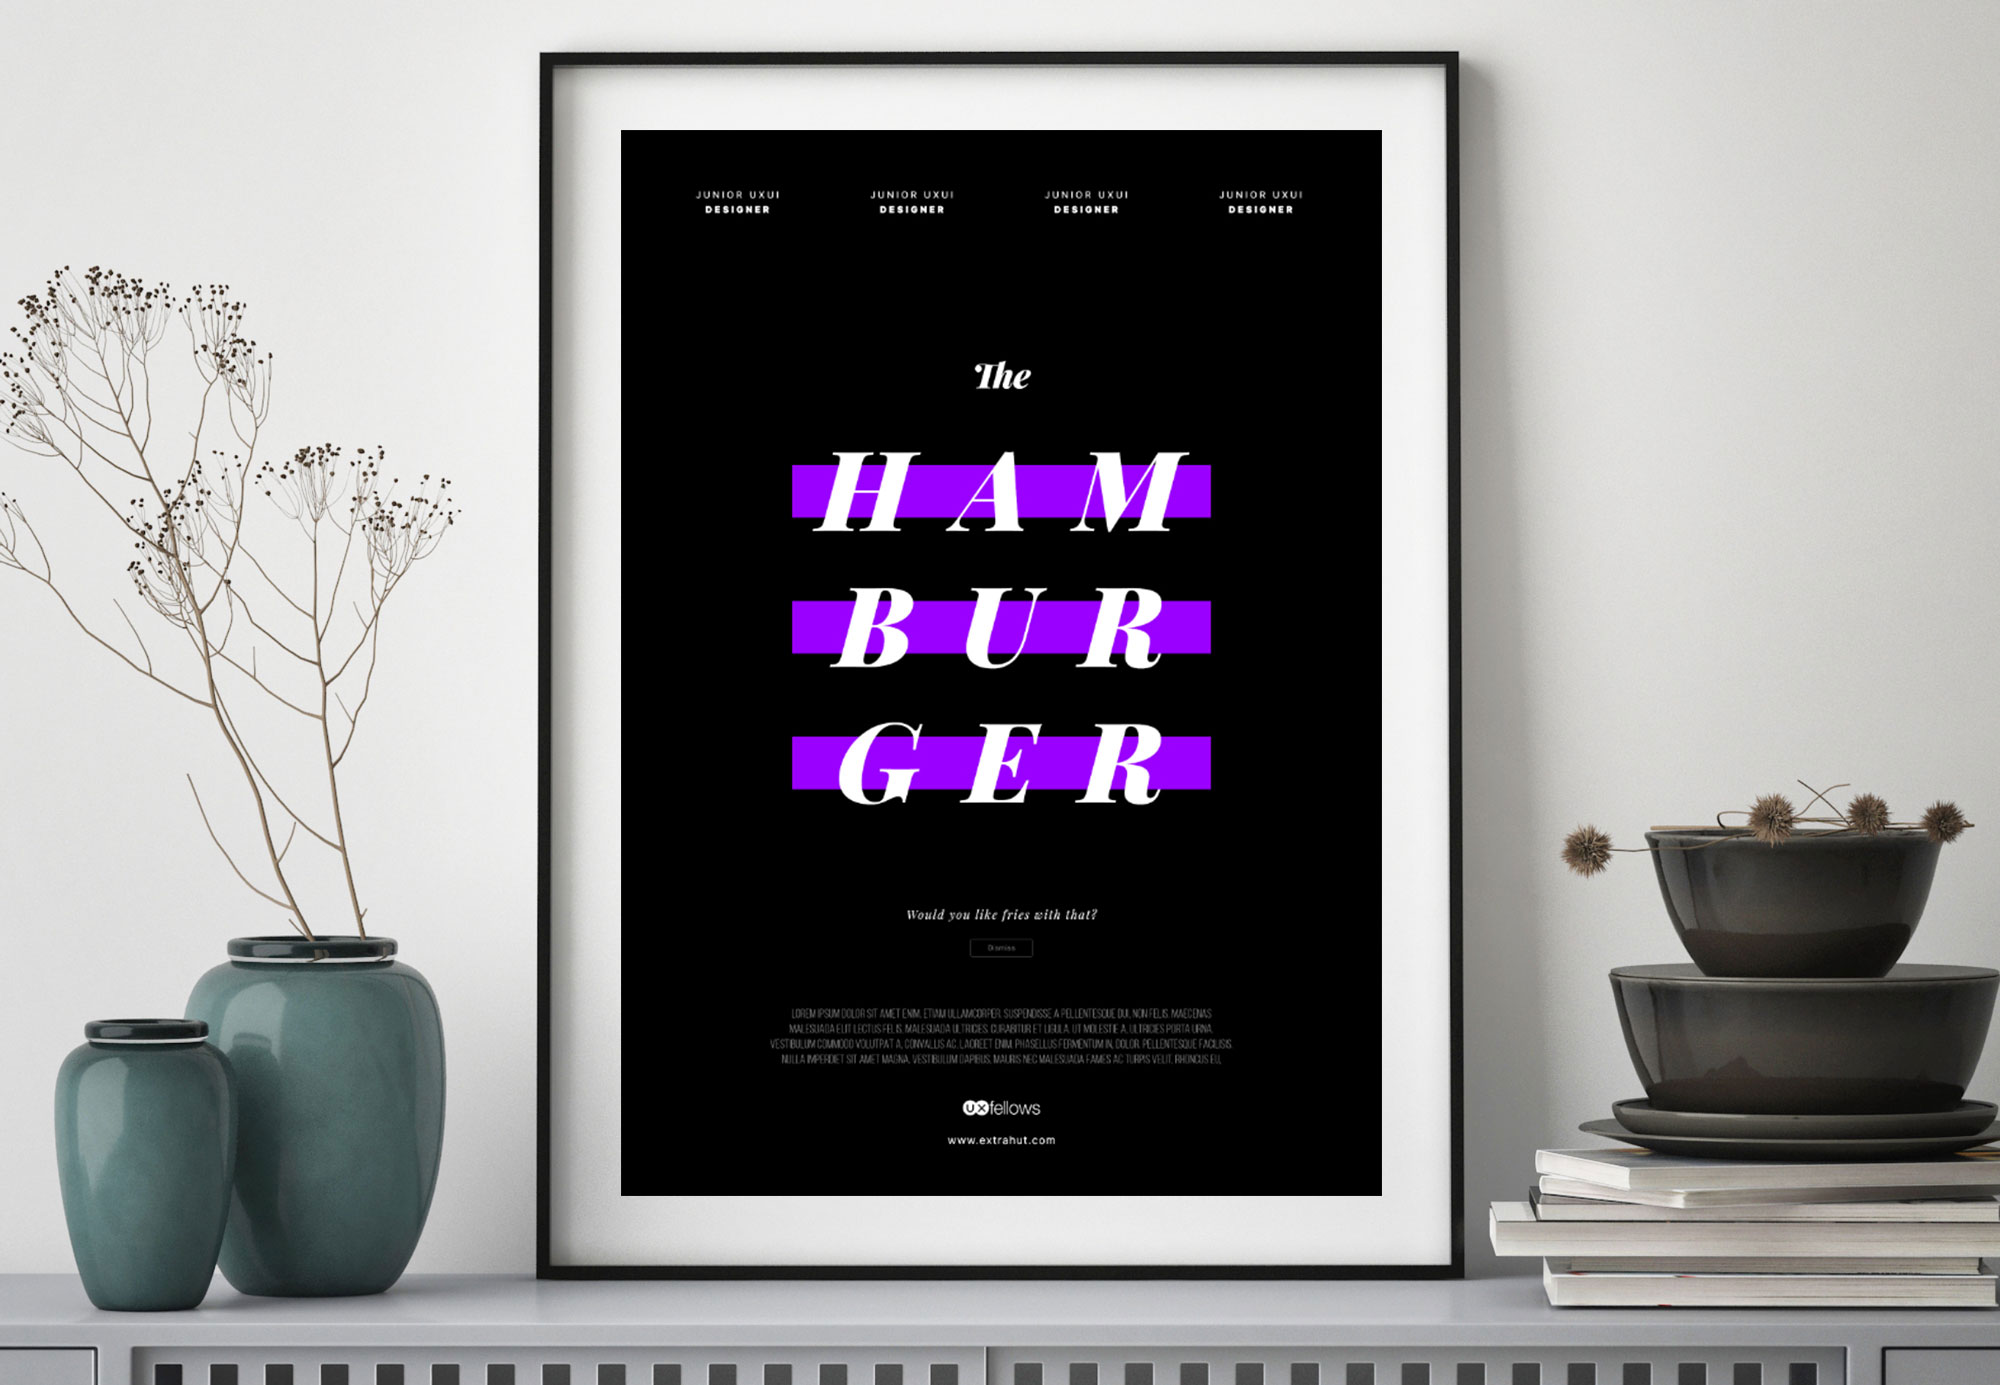 JUNIOR UXUI
DESIGNER
JUNIOR UXUI
DESIGNER
JUNIOR UXUI
DESIGNER
JUNIOR UXUI
DESIGNER
The
HAM
BUR
GER
Would you like fries with that?
Dismiss
LOREM IPSUM DOLOR SIT AMET ENIM. ETIAM ULLAMCORPER. SUSPENDISSE A PELLENTESQUE DUI, NON FELIS. MAECENAS
MALESUADA ELIT LECTUS FELIS, MALESUADA ULTRICIES. CURABITUR ET LIGULA. UT MOLESTIE A, ULTRICIES PORTA URNA.
VESTIBULUM COMMODO VOLUTPAT A, CONVALLIS AC, LAOREET ENIM. PHASELLUS FERMENTUM IN, DOLOR. PELLENTESQUE FACILISIS.
NULLA IMPERDIET SIT AMET MAGNA. VESTIBULUM DAPIBUS, MAURIS NEC MALESUADA FAMES AC TURPIS VELIT, RHONCUS EU,
UXfellows
www.extrahut.com